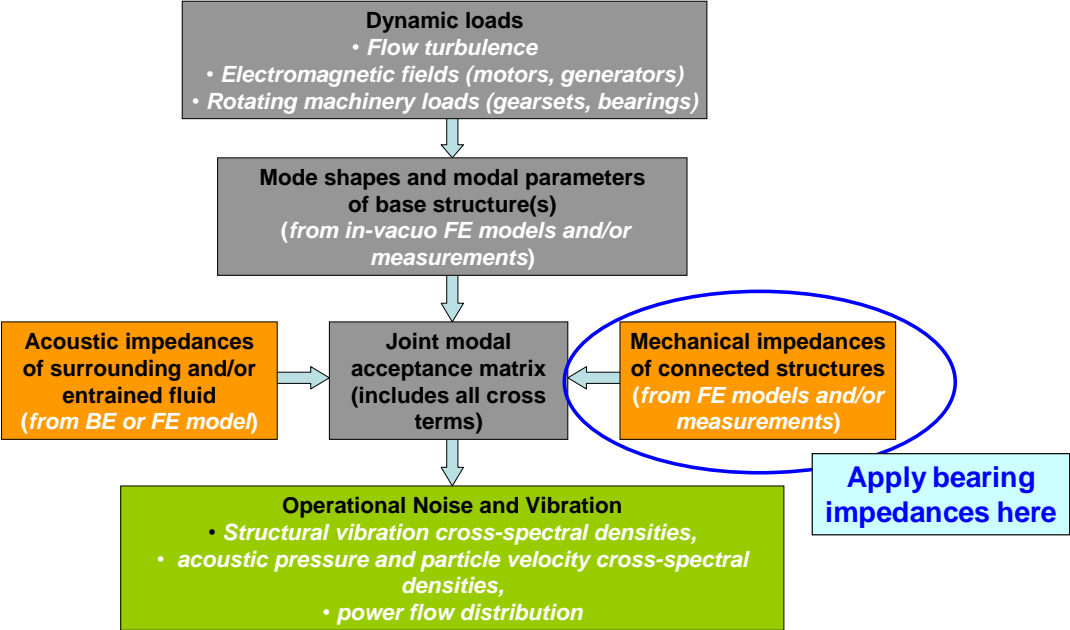 Dynamic loads
• Flow turbulence
• Electromagnetic fields (motors, generators)
• Rotating machinery loads (gearsets, bearings)
Mode shapes and modal parameters
of base structure(s)
(from in-vacuo FE models and/or
measurements)
Acoustic impedances
of surrounding and/or
entrained fluid
(from BE or FE model)
Joint modal
acceptance matrix
(includes all cross
terms)
Mechanical impedances
of connected structures
(from FE models and/or
measurements)
Apply bearing
impedances here
Operational Noise and Vibration
• Structural vibration cross-spectral densities,
• acoustic pressure and particle velocity cross-spectral
densities,
• power flow distribution